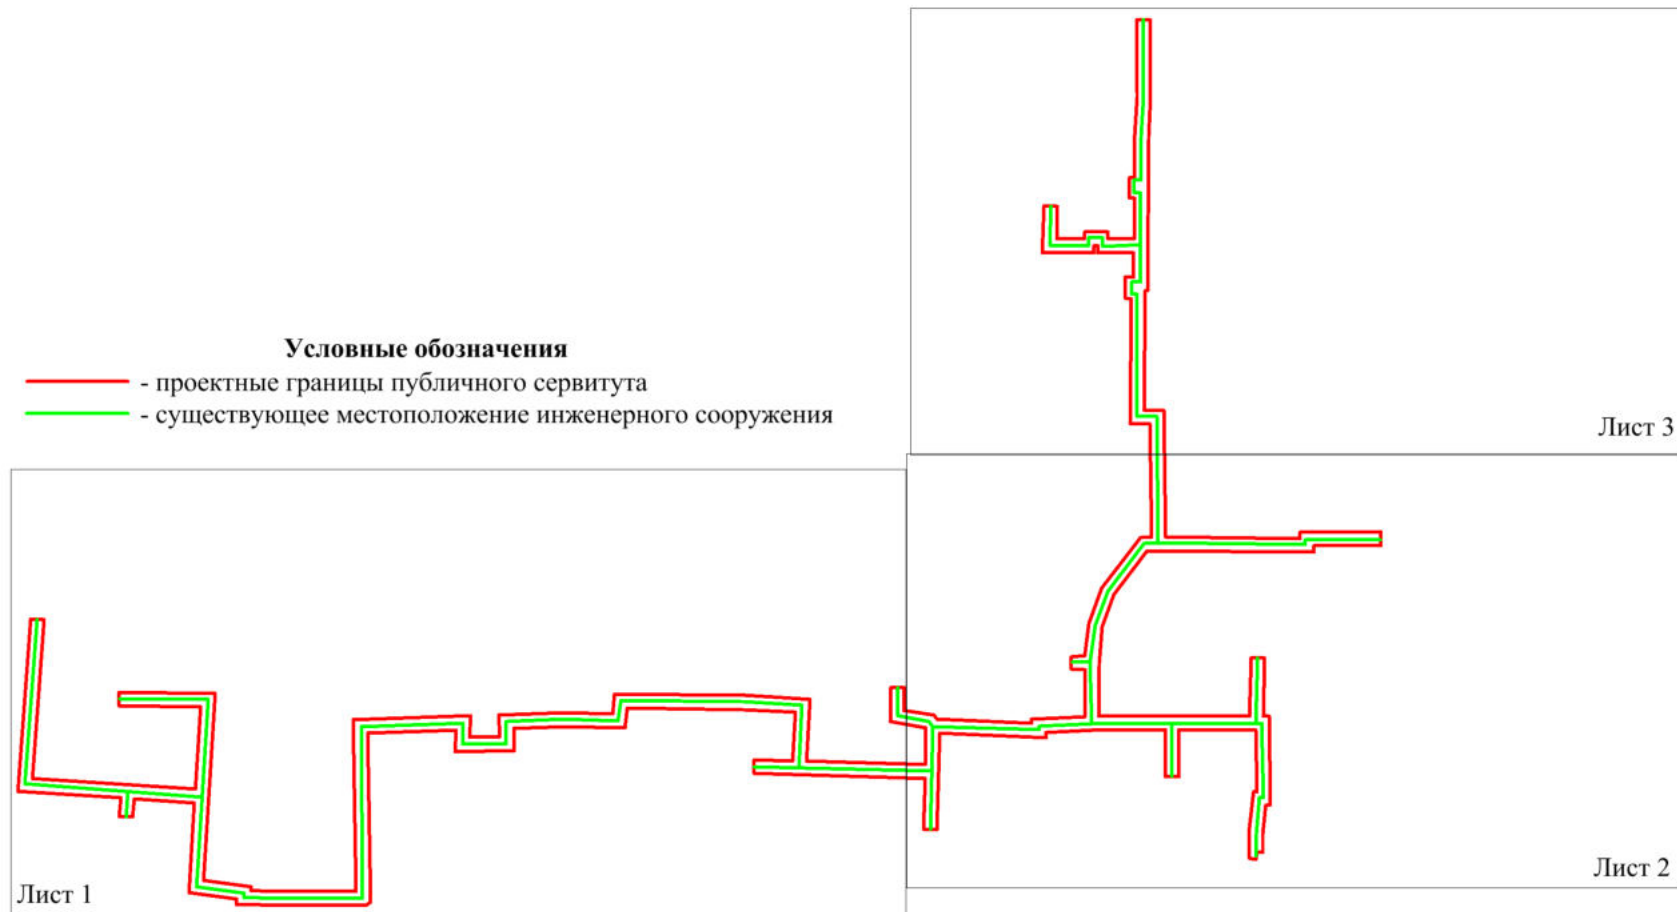 Условные обозначения
- проектные границы публичного сервитута
- существующее местоположение инженерного сооружения
Лист 3
Лист 2
Лист 1